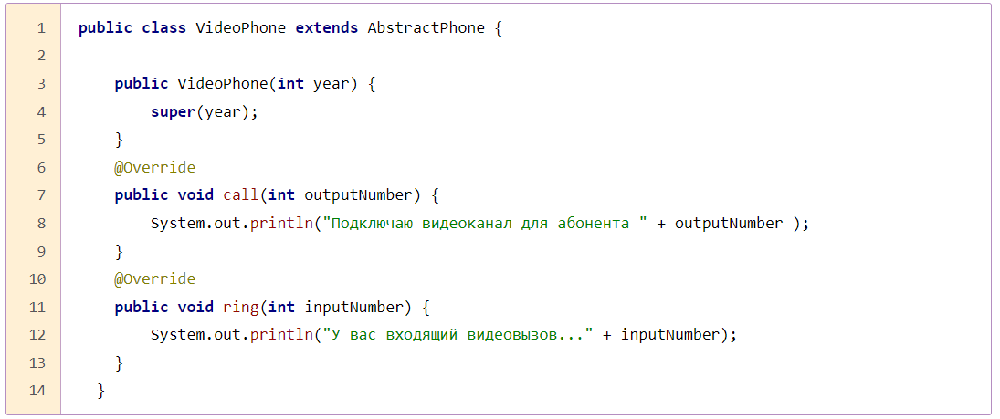 1 public class VideoPhone extends AbstractPhone {
2
3 public VideoPhone(int year) {
4 super(year);
5 }
6 @Override
7 public void call(int outputNumber) {
8 System.out.println("Подключаю видеоканал для абонента " + outputNumber );
9 }
10 @Override
11 public void ring(int inputNumber) {
12 System.out.println("У вас входящий видеовызов..." + inputNumber);
13 }
14 }